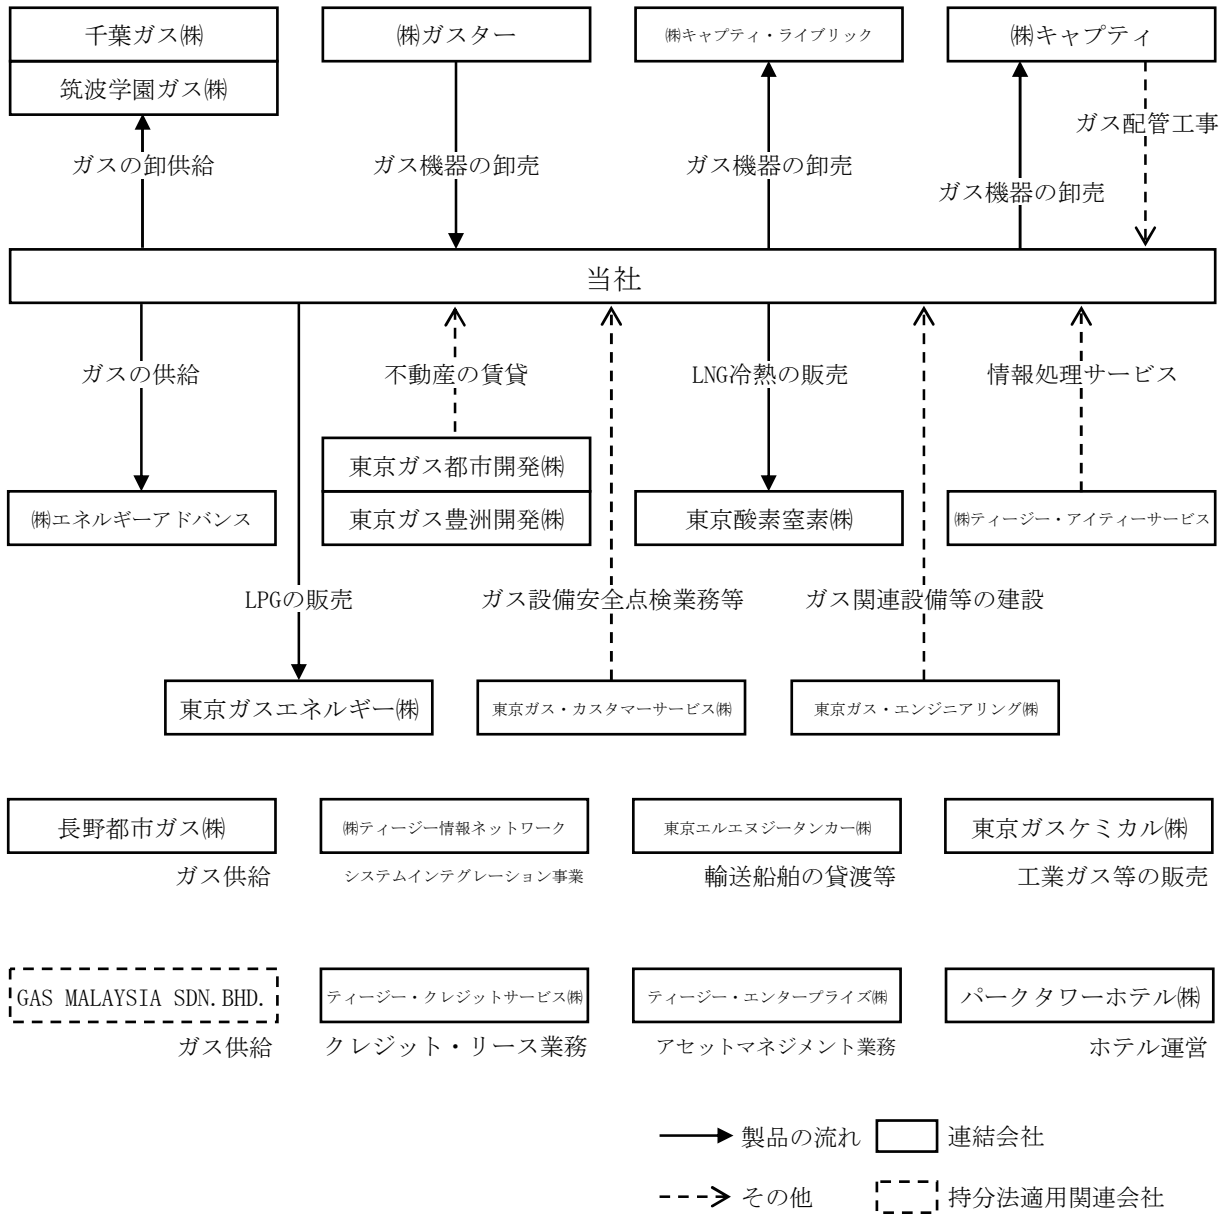 千葉ガス㈱
㈱ガスター
㈱キャプティ・ライブリック
㈱キャプティ
筑波学園ガス㈱
ガス配管工事
ガスの卸供給
ガス機器の卸売
ガス機器の卸売
ガス機器の卸売
当社
ガスの供給
不動産の賃貸
LNG冷熱の販売
情報処理サービス
東京ガス都市開発㈱
㈱エネルギーアドバンス
東京ガス豊洲開発㈱
東京酸素窒素㈱
㈱ティージー・アイティーサービス
LPGの販売
ガス設備安全点検業務等
ガス関連設備等の建設
東京ガスエネルギー㈱
東京ガス・カスタマーサービス㈱
東京ガス・エンジニアリング㈱
長野都市ガス㈱
㈱ティージー情報ネットワーク
東京エルエヌジータンカー㈱
東京ガスケミカル㈱
ガス供給
システムインテグレーション事業
輸送船舶の貸渡等
工業ガス等の販売
GAS MALAYSIA SDN.BHD.
ティージー・クレジットサービス㈱
ティージー・エンタープライズ㈱
パークタワーホテル㈱
ガス供給
クレジット・リース業務
アセットマネジメント業務
ホテル運営
製品の流れ
連結会社
その他
持分法適用関連会社